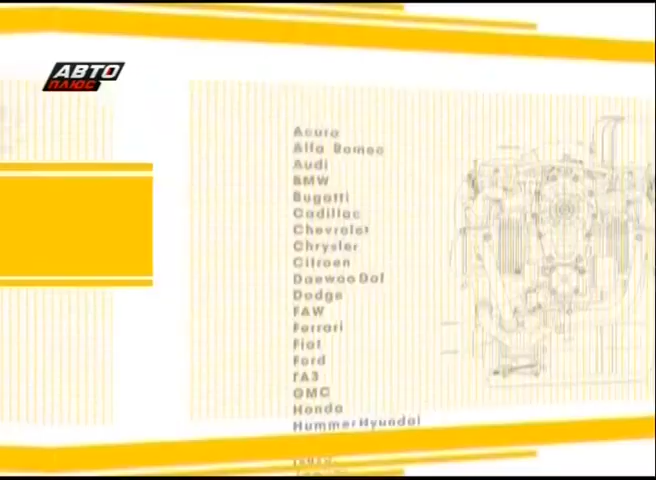 АВТО
ПЛЮС
Acura
Alfa Romeo
Audi
BMW
Bugatti
Cadillac
Chevrolet
Chrysler
Citroen
Daewoo
Dodge
FAW
Ferrari
Fiat
Ford
ГАЗ
GMC
Honda
Hummer Hyundai